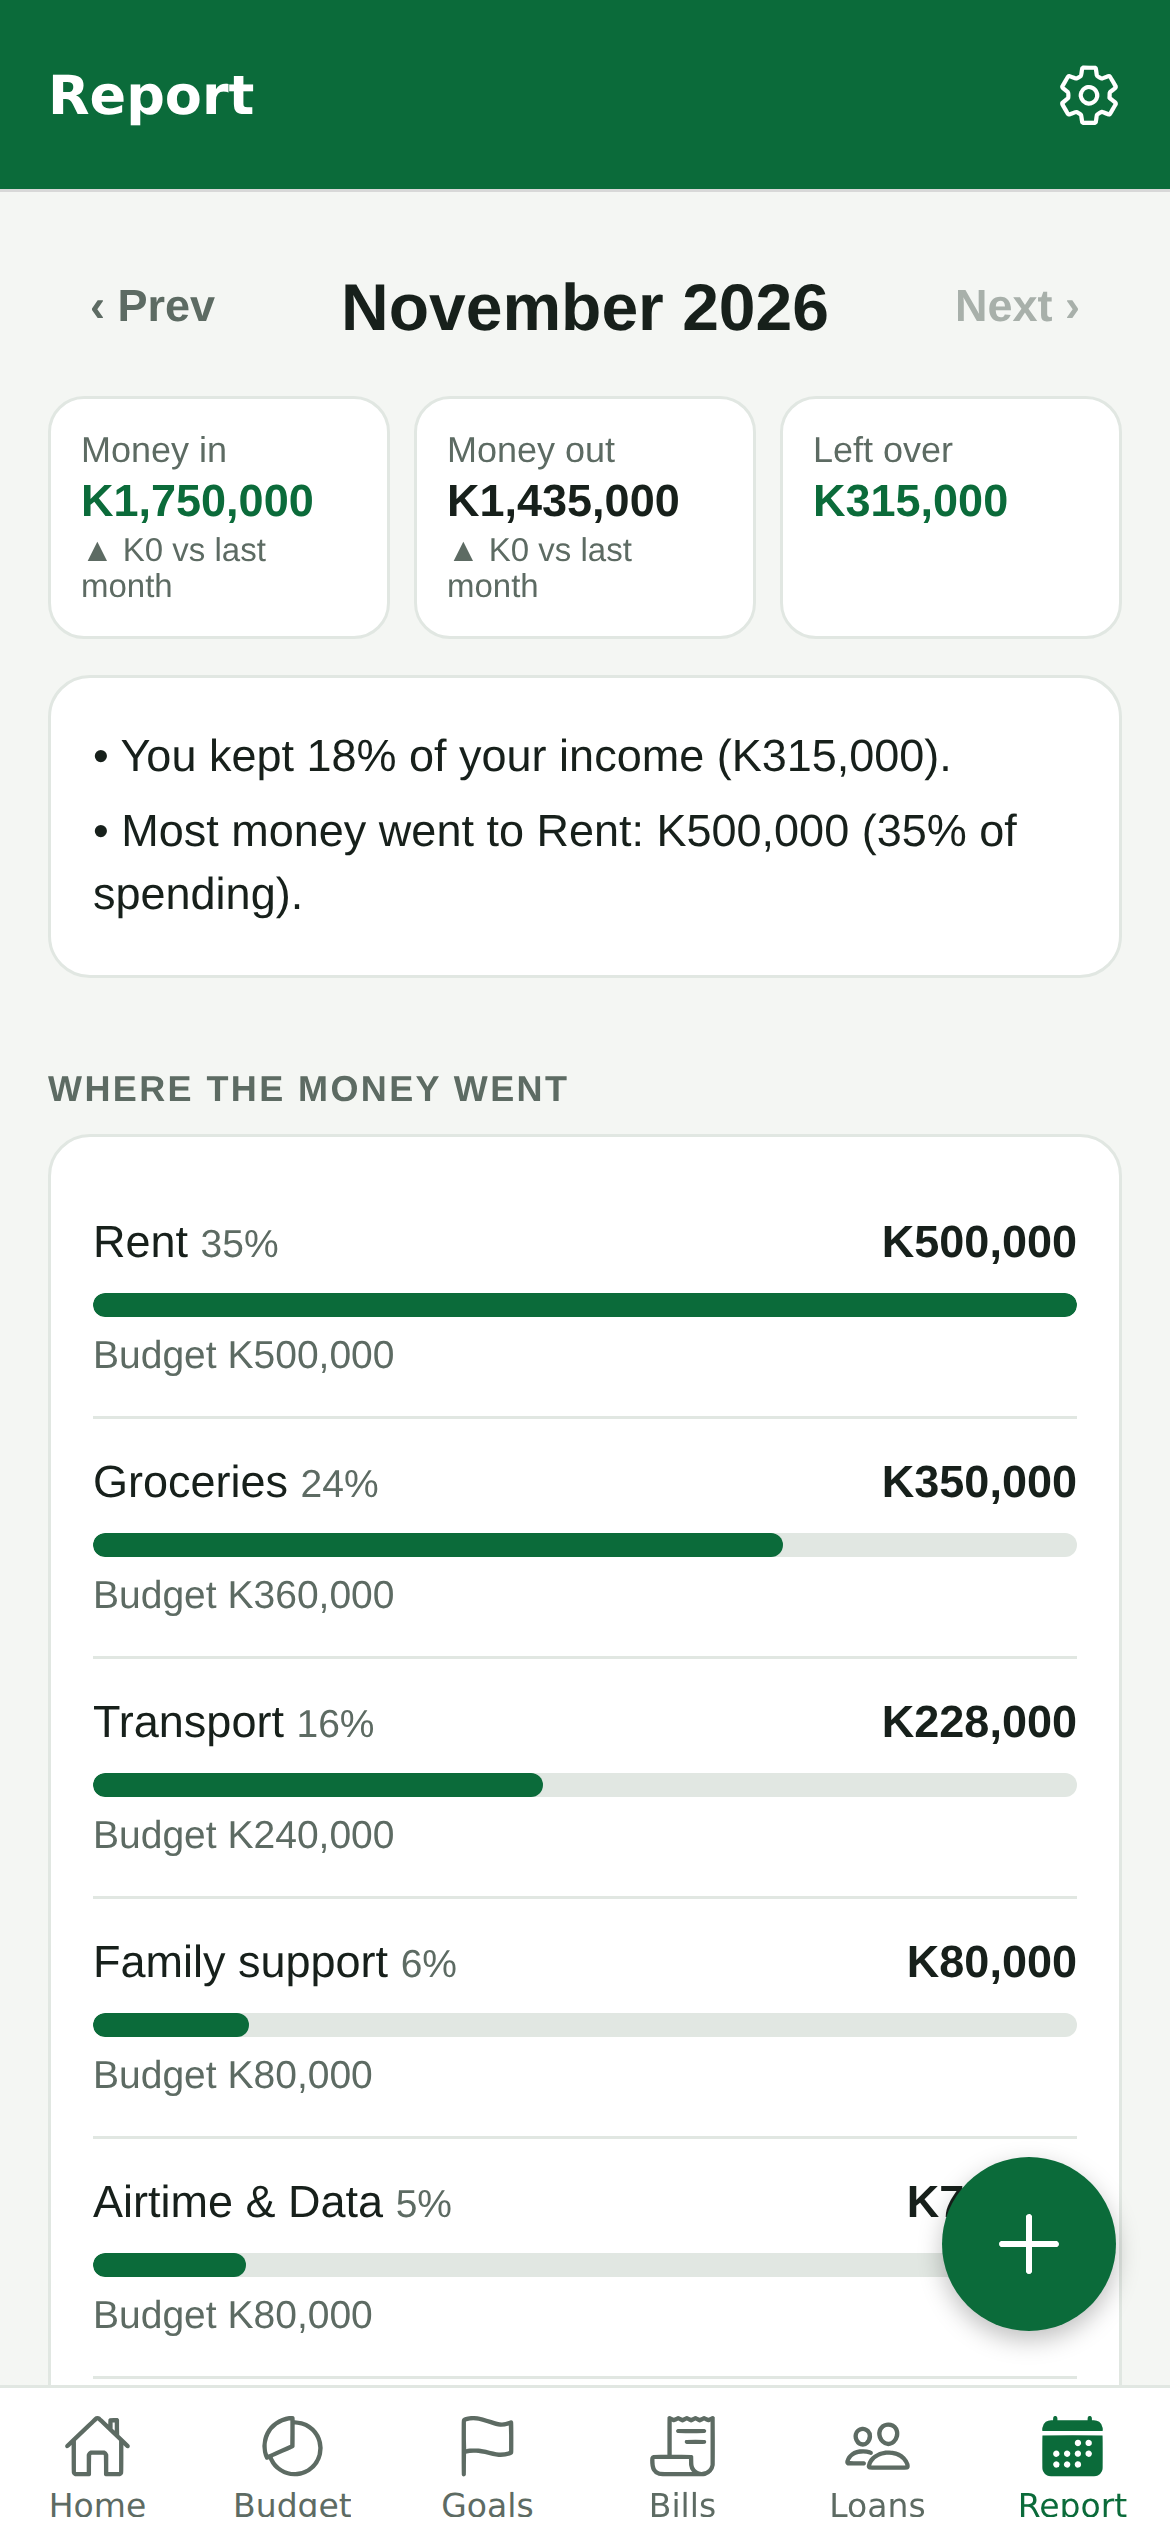 Report
‹ Prev
November 2026
Next ›
Money in
K1,750,000
▲ K0 vs last
month
Money out
K1,435,000
▲ K0 vs last
month
Left over
K315,000
• You kept 18% of your income (K315,000).
• Most money went to Rent: K500,000 (35% of
spending).
WHERE THE MONEY WENT
Rent 35%
K500,000
Budget K500,000
Groceries 24%
K350,000
Budget K360,000
Transport 16%
K228,000
Budget K240,000
Family support 6%
K80,000
Budget K80,000
Airtime & Data 5%
Budget K80,000
Home
Budget
Goals
Bills
Loans
Report